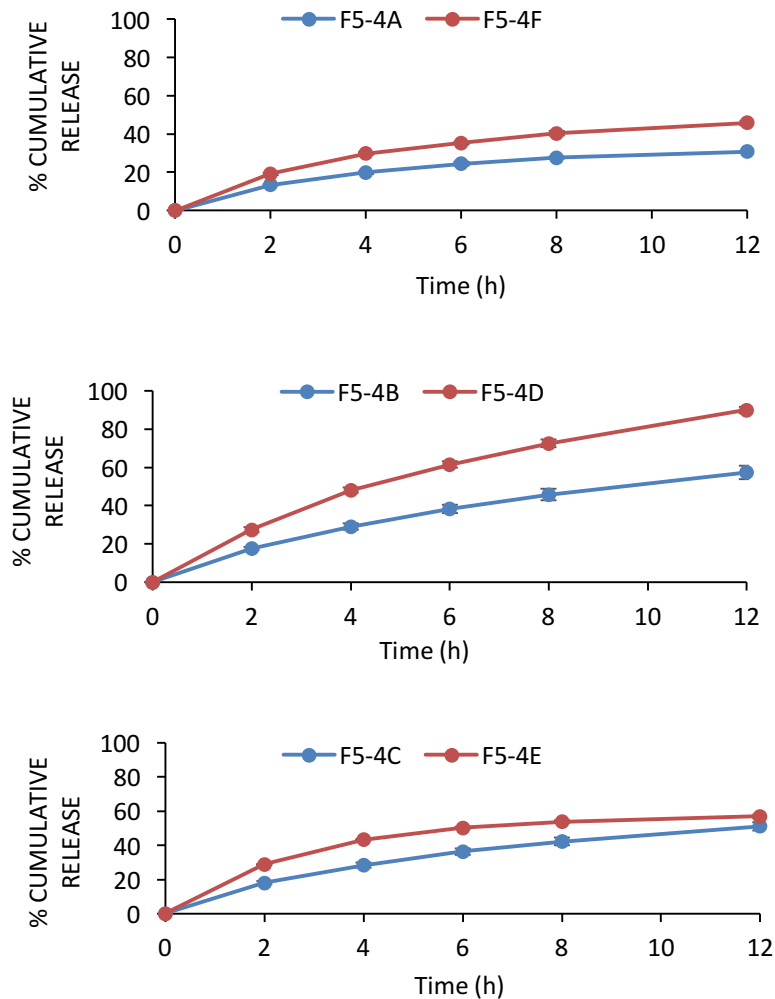 F5-4A F5-4F
% CUMULATIVE
RELEASE
100
80
60
40
20
0
0 2 4 6 8 10 12
Time (h)
F5-4B F5-4D
% CUMULATIVE
RELEASE
100
80
60
40
20
0
0 2 4 6 8 10 12
Time (h)
F5-4C F5-4E
% CUMULATIVE
RELEASE
100
80
60
40
20
0
0 2 4 6 8 10 12
Time (h)